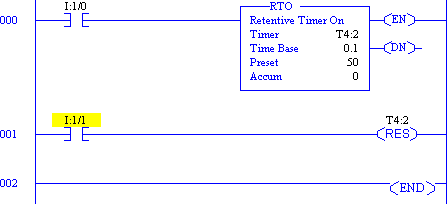 I:1/0
RTO
000
Retentive Timer On
EN
Timer T4:2
Time Base 0.1
DN
Preset 50
Accum 0
I:1/1
T4:2
001
RES
002
END